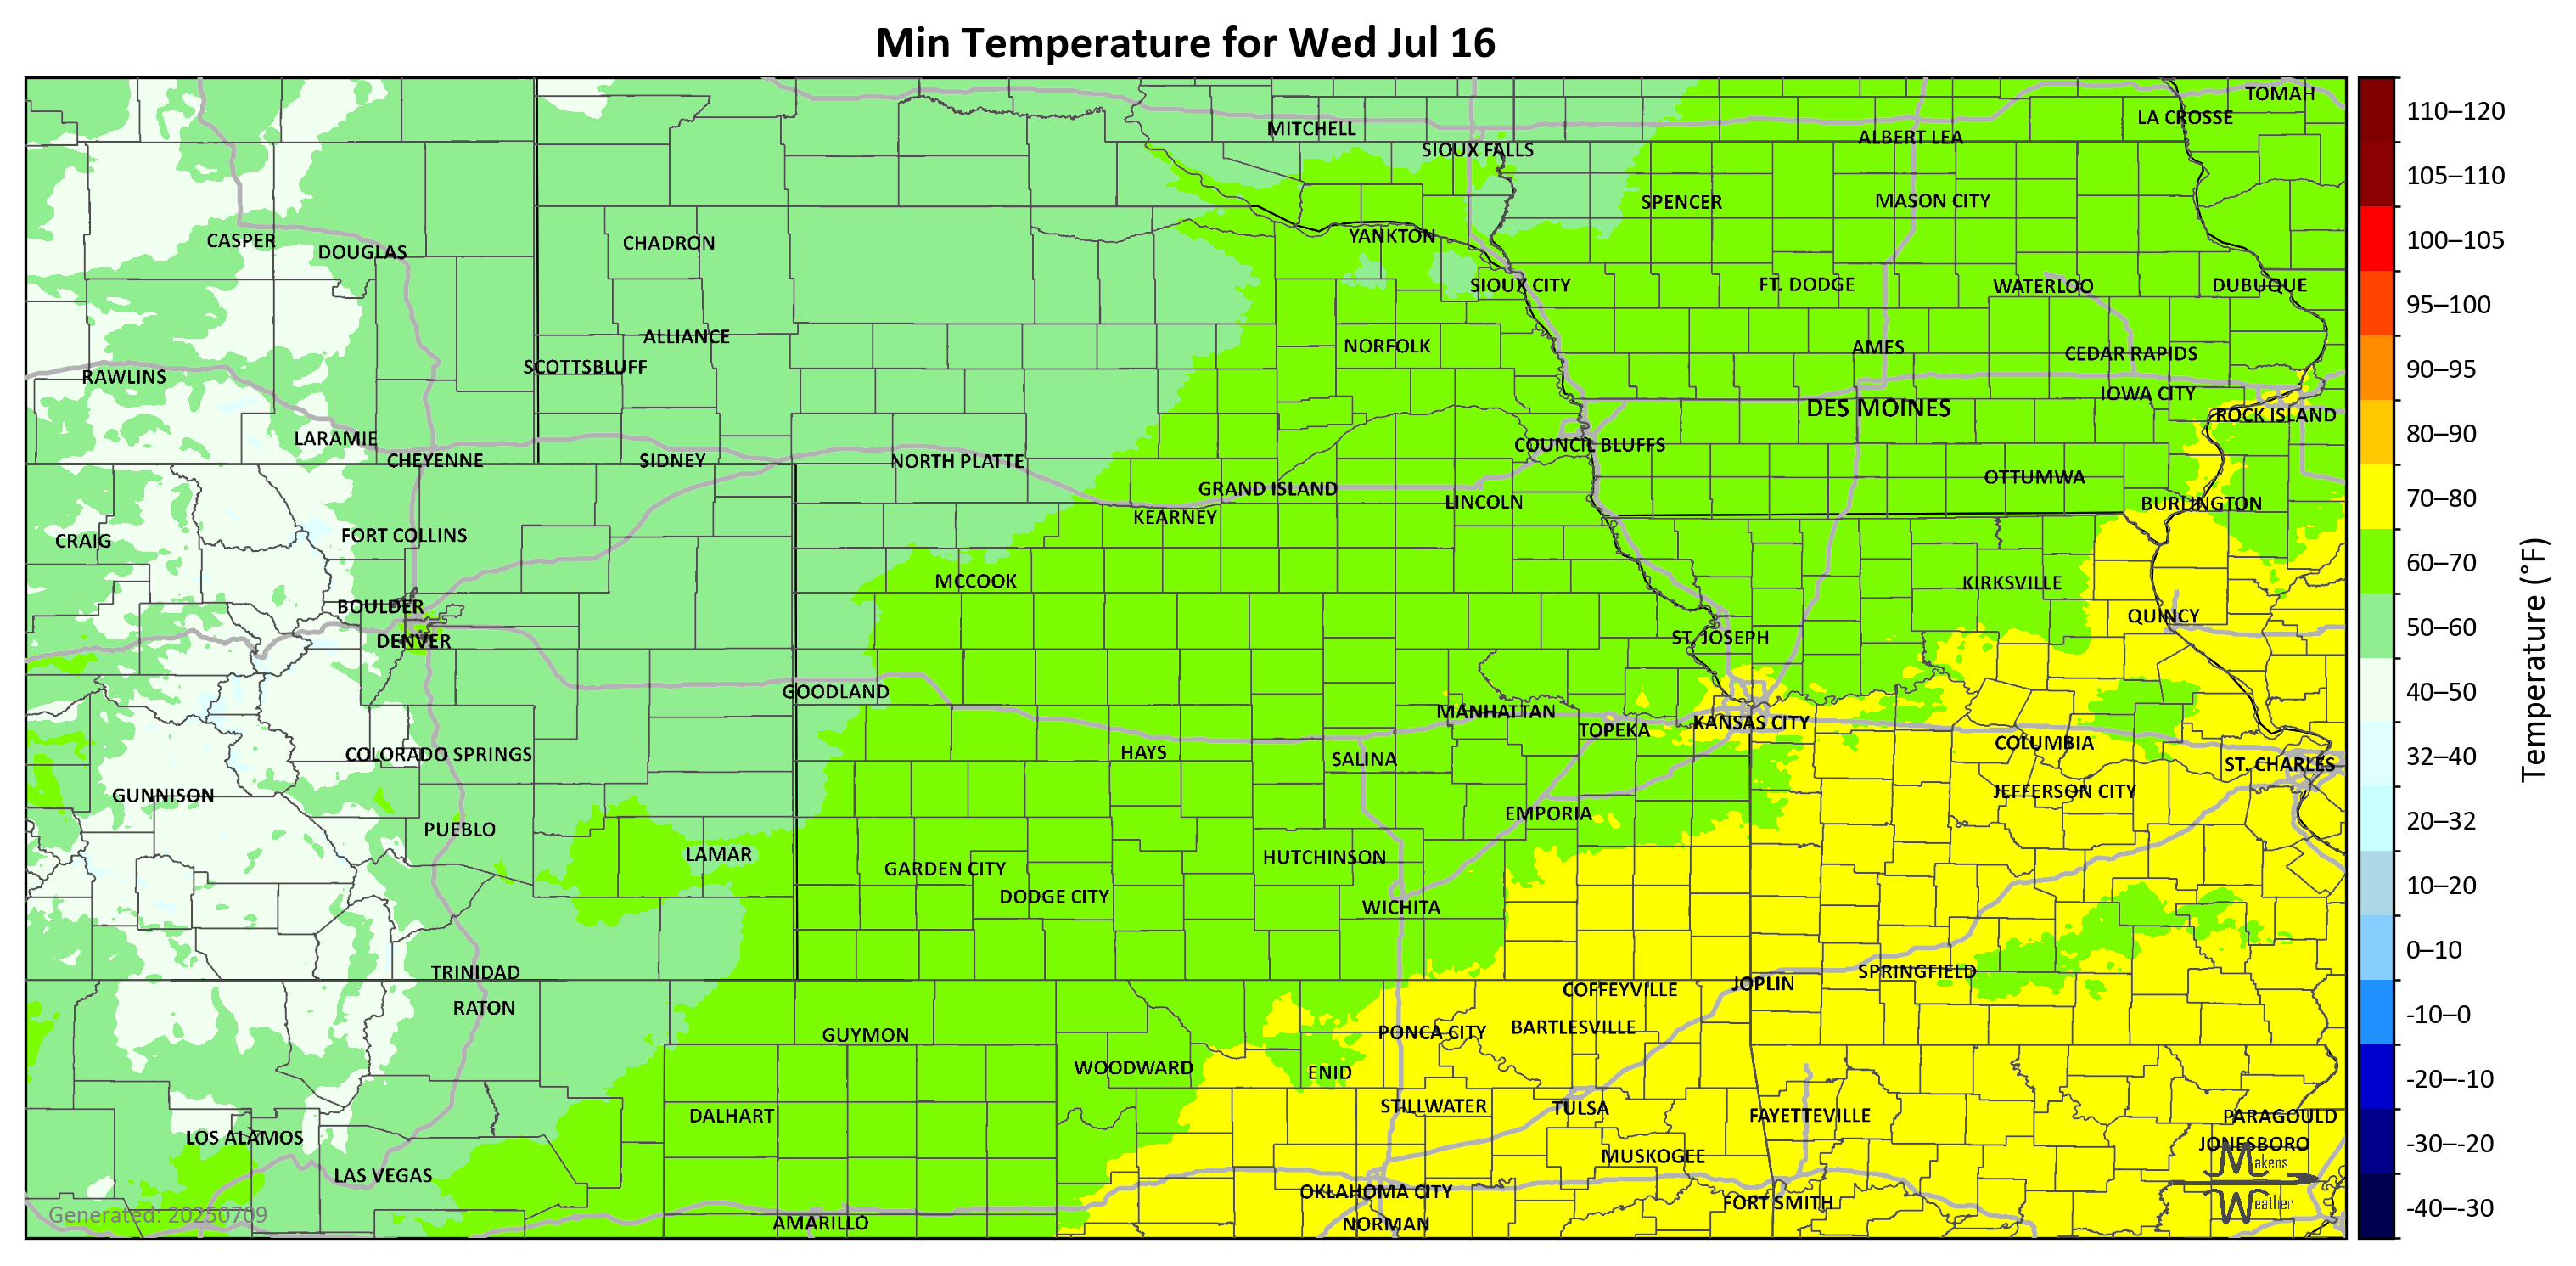 Min Temperature for Wed Jul 16
TOMAH
LA CROSSE
MITCHELL
ALBERT LEA
SIOUX FALLS
SPENCER
MASON CITY
CASPER
DOUGLAS
CHADRON
YANKTON
SIOUX CITY
FT. DODGE
WATERLOO
DUBUQUE
ALLIANCE
NORFOLK
AMES
CEDAR RAPIDS
SCOTTSBLUFF
RAWLINS
IOWA CITY
DES MOINES
ROCK ISLAND
LARAMIE
COUNCIL BLUFFS
CHEYENNE
SIDNEY
NORTH PLATTE
OTTUMWA
GRAND ISLAND
LINCOLN
BURLINGTON
KEARNEY
FORT COLLINS
CRAIG
MCCOOK
KIRKSVILLE
BOULDER
QUINCY
DENVER
ST. JOSEPH
GOODLAND
MANHATTAN
KANSAS CITY
TOPEKA
COLUMBIA
COLORADO SPRINGS
HAYS
SALINA
ST. CHARLES
GUNNISON
JEFFERSON CITY
EMPORIA
PUEBLO
LAMAR
HUTCHINSON
GARDEN CITY
DODGE CITY
WICHITA
TRINIDAD
SPRINGFIELD
JOPLIN
COFFEYVILLE
RATON
GUYMON
PONCA CITY
BARTLESVILLE
WOODWARD
ENID
STILLWATER
TULSA
DALHART
FAYETTEVILLE
PARAGOULD
LOS ALAMOS
JONESBORO
MUSKOGEE
LAS VEGAS
OKLAHOMA CITY
FORT SMITH
AMARILLO
NORMAN
Generated: 20250709
Makens
Weather
110–120
105–110
100–105
95–100
90–95
80–90
70–80
60–70
50–60
40–50
32–40
20–32
10–20
0–10
-10–0
-20–-10
-30–-20
-40–-30
Temperature (°F)